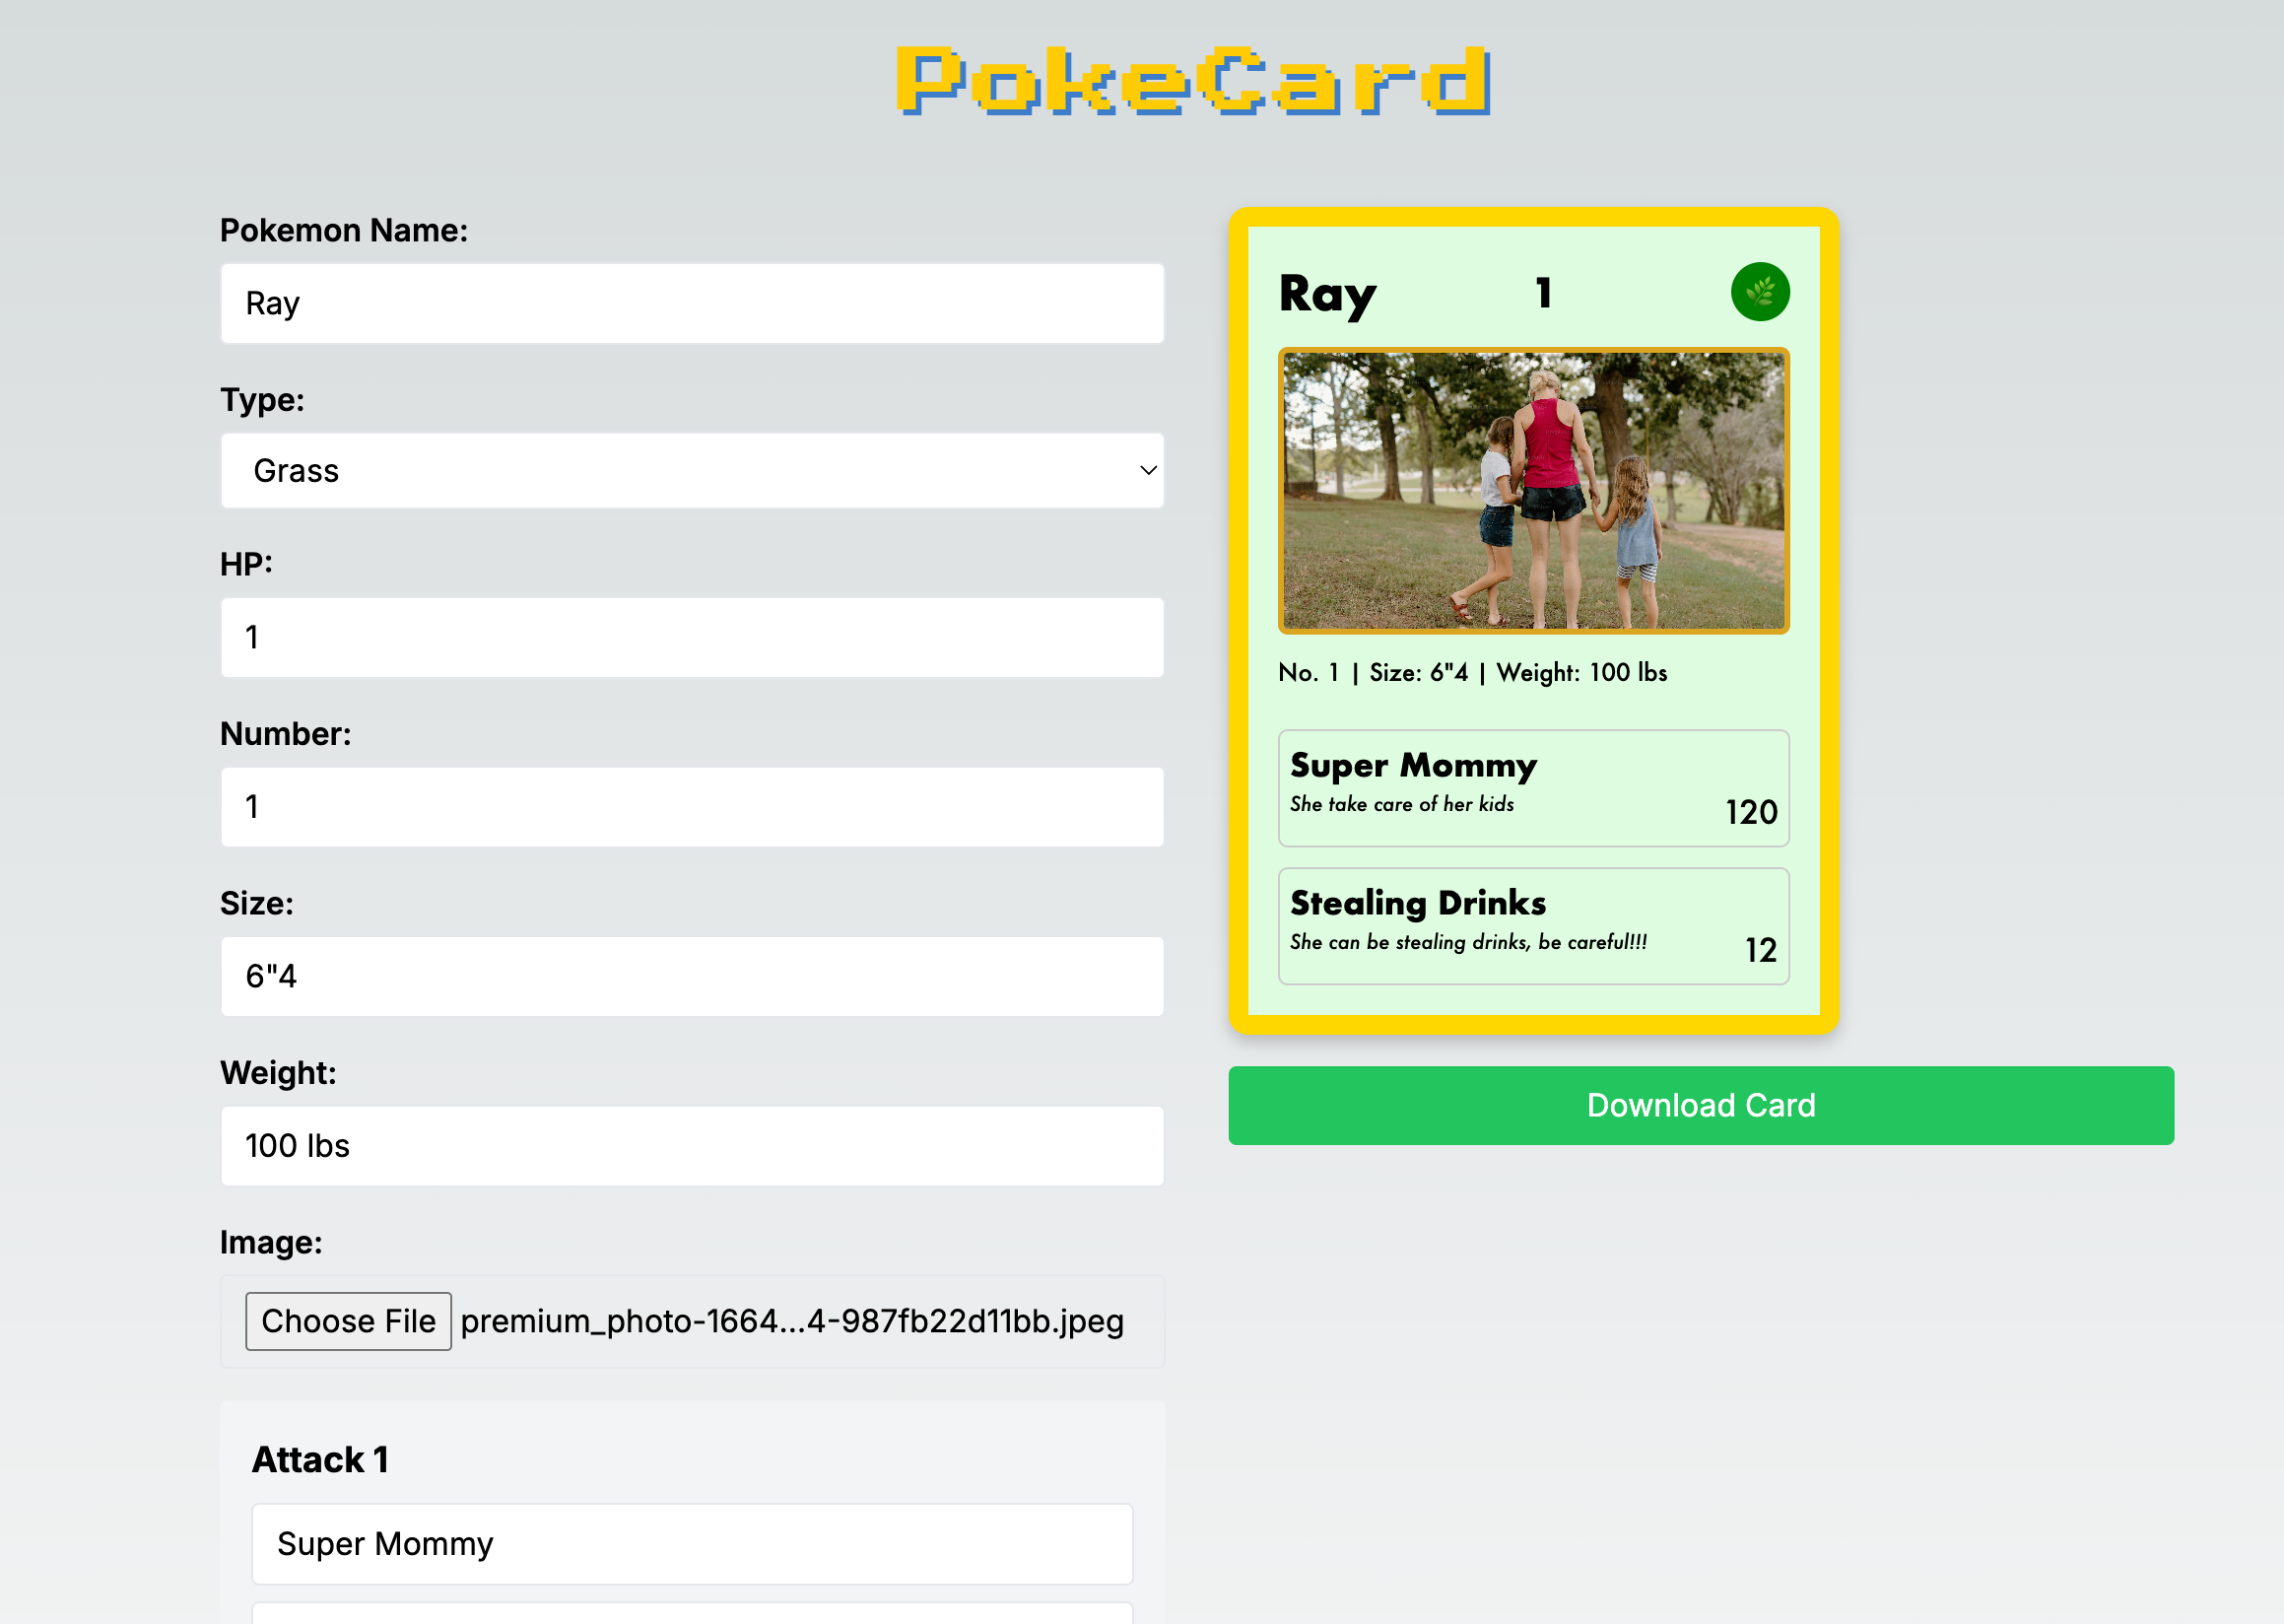 PokeCard
Pokemon Name:
Ray
Type:
Grass
HP:
1
Number:
1
Size:
6"4
Weight:
100 lbs
Image:
Choose File premium_photo-1664...4-987fb22d11bb.jpeg
Attack 1
Super Mommy
Ray 1
No. 1 | Size: 6"4 | Weight: 100 lbs
Super Mommy
She take care of her kids
120
Stealing Drinks
She can be stealing drinks, be careful!!!
12
Download Card